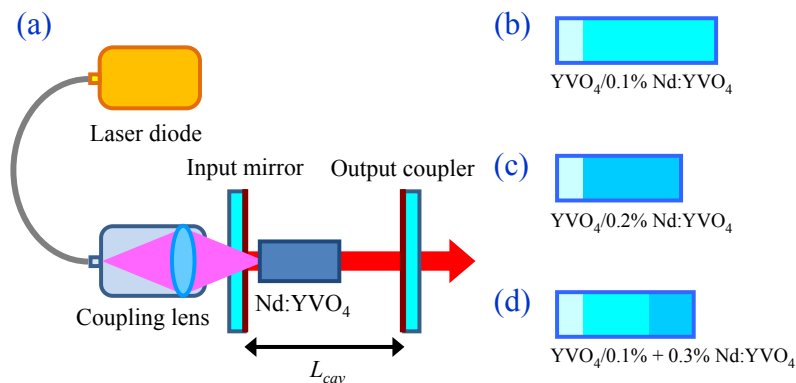 (a)
Laser diode
Input mirror
Output coupler
Coupling lens
Nd:YVO₄
L_cav
(b)
YVO₄/0.1% Nd:YVO₄
(c)
YVO₄/0.2% Nd:YVO₄
(d)
YVO₄/0.1% + 0.3% Nd:YVO₄